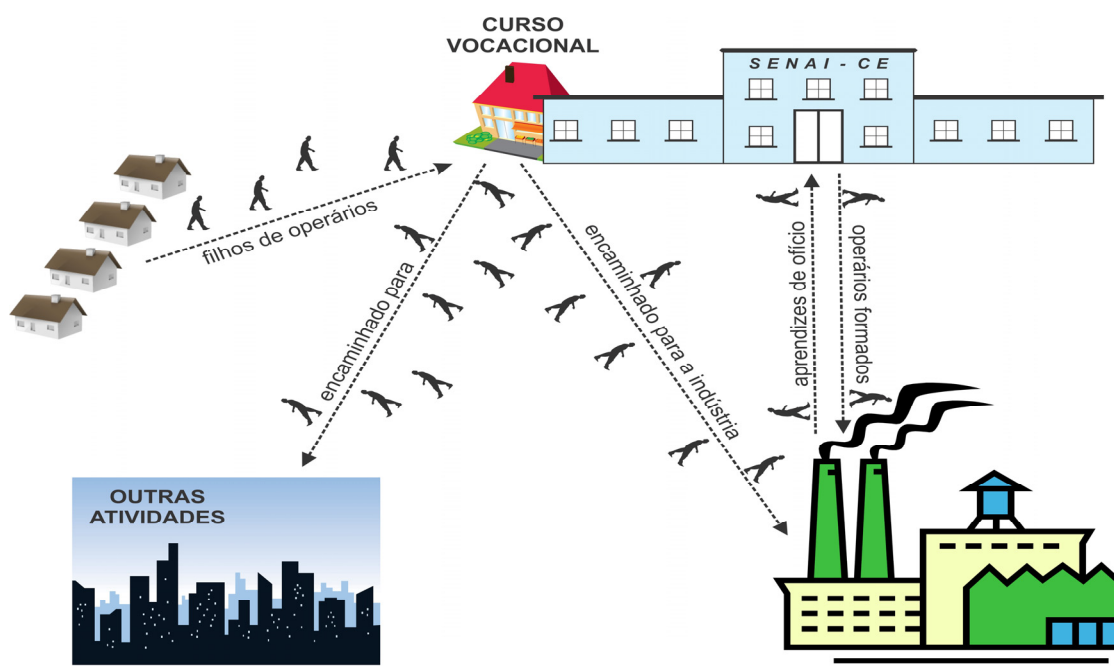 CURSO
VOCACIONAL
SENAI - CE
filhos de operários
encaminhado para
encaminhado para a indústria
aprendizes de ofício
operários formados
OUTRAS
ATIVIDADES